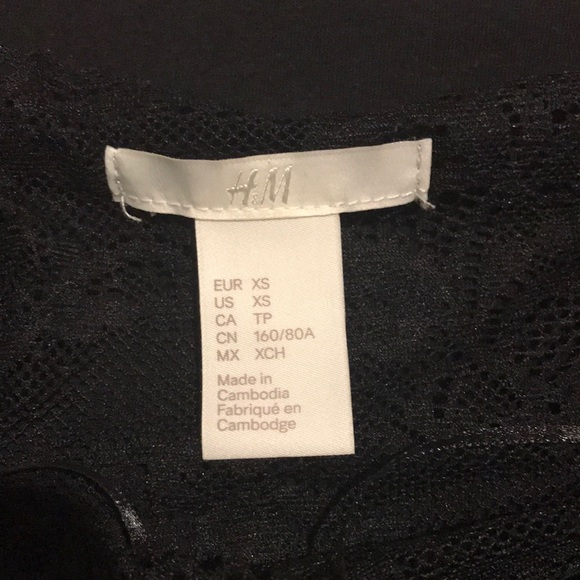 H&M
EUR XS
US XS
CA TP
CN 160/80A
MX XCH
Made in
Cambodia
Fabriqué en
Cambodge